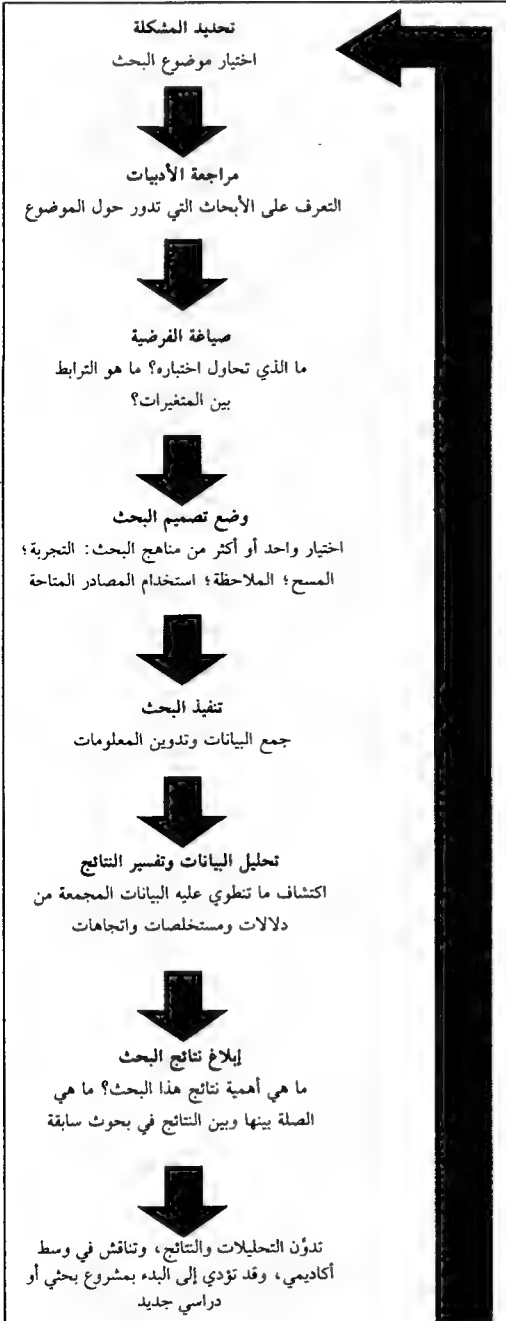 تحديد المشكلة
اختيار موضوع البحث
مراجعة الأدبيات
التعرف على الأبحاث التي تدور حول الموضوع
صياغة الفرضية
ما الذي تحاول اختباره؟ ما هو الترابط
بين المتغيرات؟
وضع تصميم البحث
اختيار واحد أو أكثر من مناهج البحث: التجربة؛
المسح؛ الملاحظة؛ استخدام المصادر المتاحة
تنفيذ البحث
جمع البيانات وتدوين المعلومات
تحليل البيانات وتفسير النتائج
اكتشاف ما تنطوي عليه البيانات المجمعة من
دلالات ومستخلصات واتجاهات
إبلاغ نتائج البحث
ما هي أهمية نتائج هذا البحث؟ ما هي
الصلة بينها وبين النتائج في بحوث سابقة
تدوَّن التحليلات والنتائج، وتناقش في وسط
أكاديمي، وقد تؤدي إلى البدء بمشروع بحثي أو
دراسي جديد